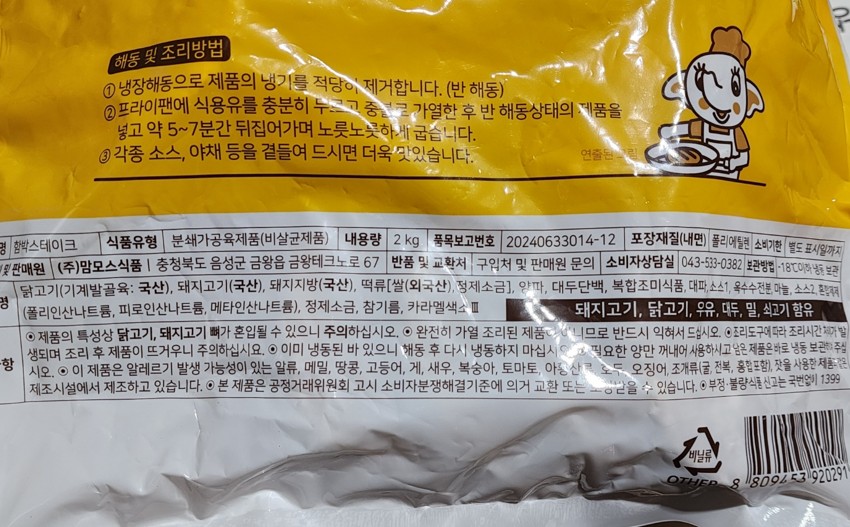 해동 및 조리방법
① 냉장해동으로 제품의 냉기를 적당히 제거합니다. (반 해동)
② 프라이팬에 식용유를 충분히 두르고 중불로 가열한 후 반 해동상태의 제품을
넣고 약 5~7분간 뒤집어가며 노릇노릇하게 굽습니다.
③ 각종 소스, 야채 등을 곁들여 드시면 더욱 맛있습니다.
연출된
명 함박스테이크 식품유형 분쇄가공육제품(비살균제품) 내용량 2 kg 품목보고번호 20240633014-12 포장재질(내면) 폴리에틸렌 소비기한 별도 표시일까지
및 판매원 (주)맘모스식품 | 충청북도 음성군 금왕읍 금왕테크노로 67 반품 및 교환처 구입처 및 판매원 문의 소비자상담실 043-533-0382 보관방법 -18℃이하 냉동 보관
명 닭고기(기계발골육: 국산), 돼지고기(국산), 돼지지방(국산), 떡류[쌀(외국산), 정제소금], 양파, 대두단백, 복합조미식품, 대파, 소스1, 옥수수전분, 마늘, 소스2, 혼합제제
(폴리인산나트륨, 피로인산나트륨, 메타인산나트륨), 정제소금, 참기름, 카라멜색소Ⅲ 돼지고기, 닭고기, 우유, 대두, 밀, 쇠고기 함유
◉ 제품의 특성상 닭고기, 돼지고기 뼈가 혼입될 수 있으니 주의하십시오. ◉ 완전히 가열 조리된 제품이 아니므로 반드시 익혀서 드십시오. ◉ 조리도구에 따라 조리시간 차가 발
항 생되며 조리 후 제품이 뜨거우니 주의하십시오. ◉ 이미 냉동된 바 있으니 해동 후 다시 냉동하지 마십시오. 필요한 양만 꺼내어 사용하시고 남은 제품은 바로 냉동 보관하여 주십
시오. ◉ 이 제품은 알레르기 발생 가능성이 있는 알류, 메밀, 땅콩, 고등어, 게, 새우, 복숭아, 토마토, 아황산류, 호두, 오징어, 조개류(굴, 전복, 홍합포함), 잣을 사용한 제품과 같은
제조시설에서 제조하고 있습니다. ◉ 본 제품은 공정거래위원회 고시 소비자분쟁해결기준에 의거 교환 또는 보상받을 수 있습니다. ◉ 부정·불량식품 신고는 국번없이 1399
비닐류
OTHER
8 809453 920291